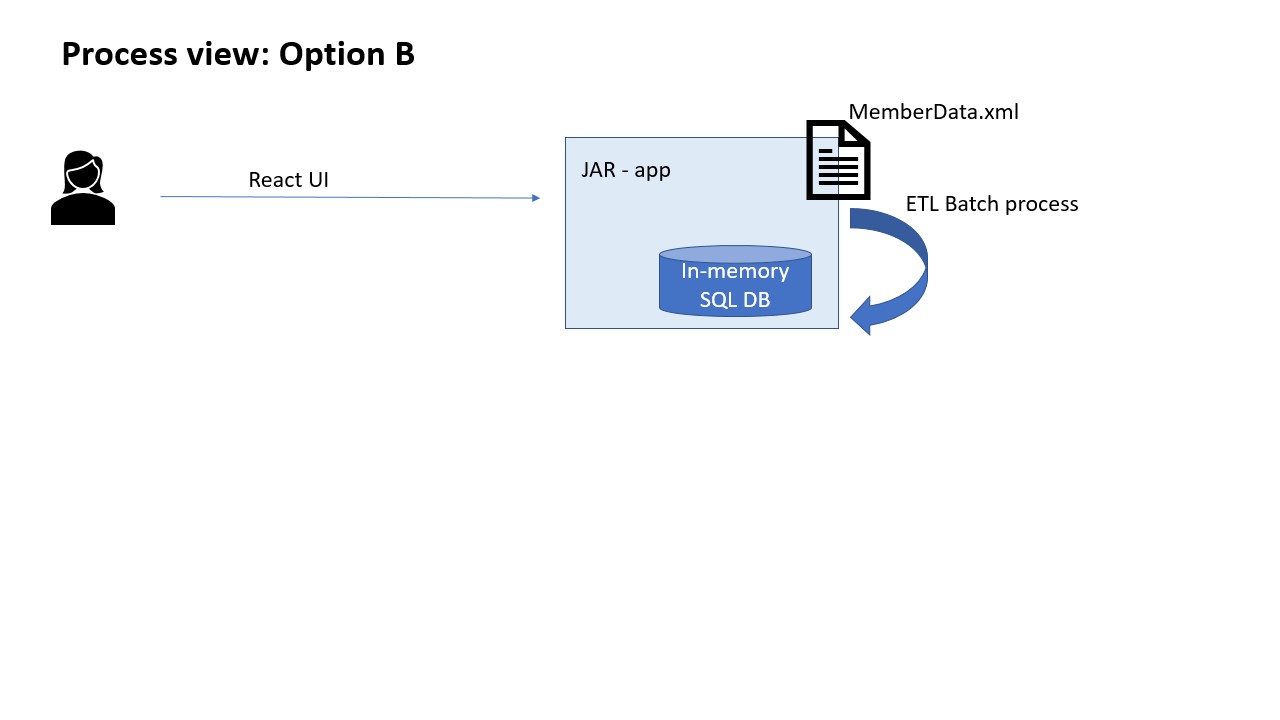 Process view: Option B
MemberData.xml
React UI
JAR - app
ETL Batch process
In-memory
SQL DB